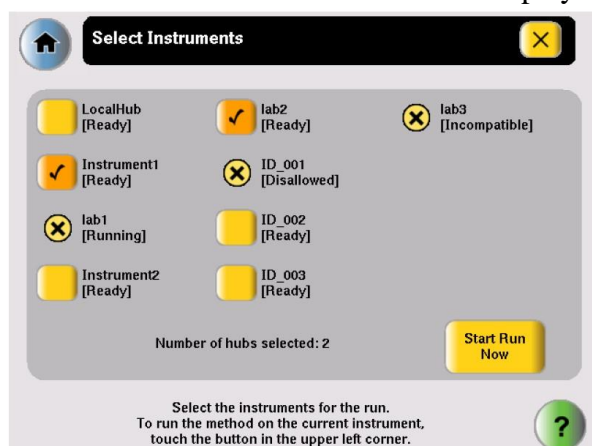 Select Instruments
LocalHub
[Ready]
lab2
[Ready]
lab3
[Incompatible]
Instrument1
[Ready]
ID_001
[Disallowed]
lab1
[Running]
ID_002
[Ready]
Instrument2
[Ready]
ID_003
[Ready]
Number of hubs selected: 2
Start Run
Now
Select the instruments for the run.
To run the method on the current instrument,
touch the button in the upper left corner.
?